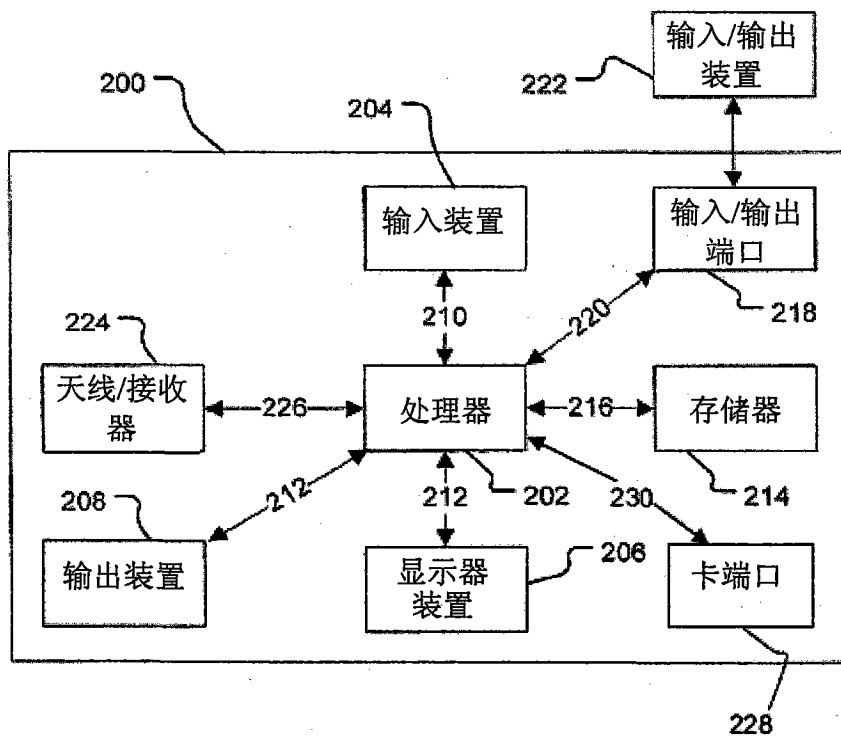 输入/输出
装置
222
200
204
输入装置
输入/输出
端口
210
220
218
224
天线/接收
器
226
处理器
216
存储器
212
212
202
230
214
208
输出装置
显示器
装置
206
卡端口
228